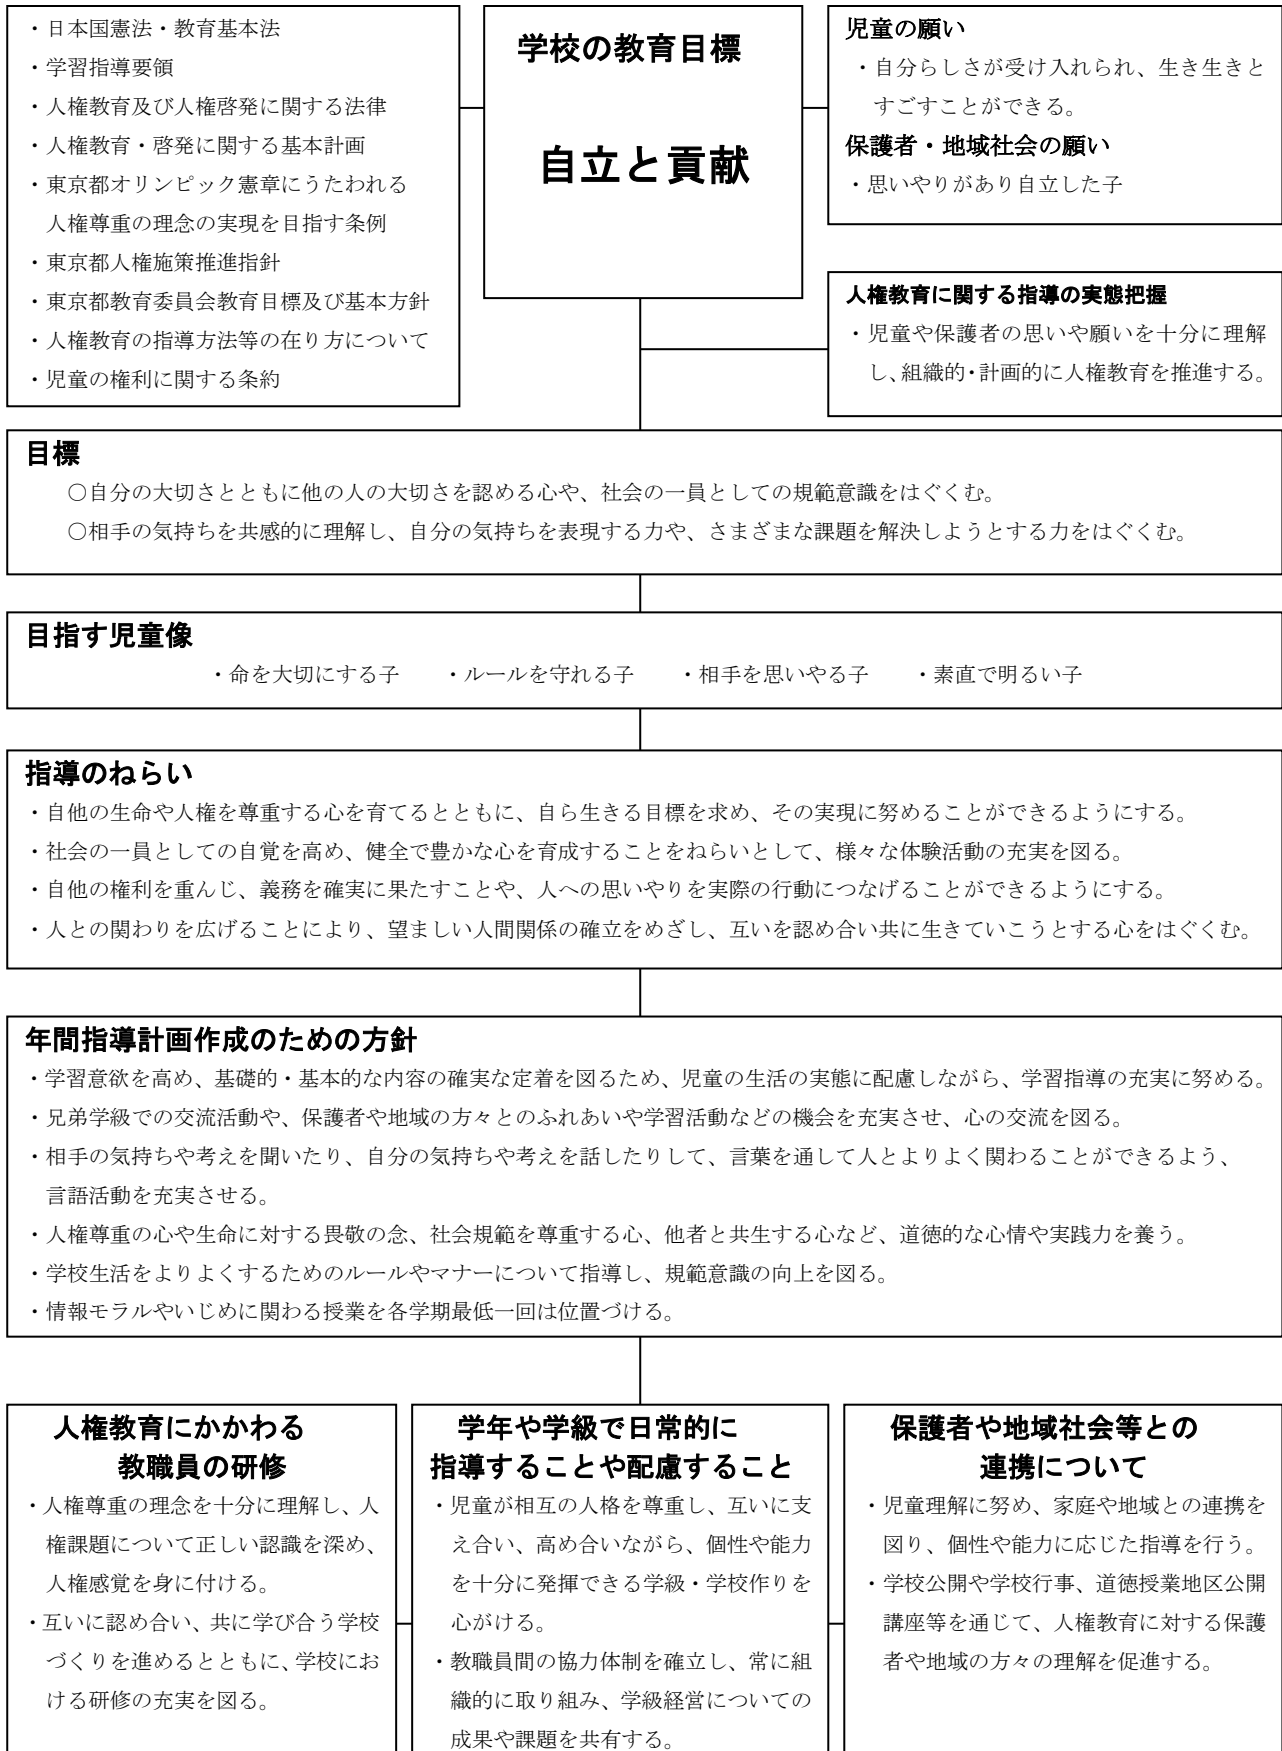 ・日本国憲法・教育基本法
・学習指導要領
・人権教育及び人権啓発に関する法律
・人権教育・啓発に関する基本計画
・東京都オリンピック憲章にうたわれる
人権尊重の理念の実現を目指す条例
・東京都人権施策推進指針
・東京都教育委員会教育目標及び基本方針
・人権教育の指導方法等の在り方について
・児童の権利に関する条約
学校の教育目標
自立と貢献
児童の願い
・自分らしさが受け入れられ、生き生きと
すごすことができる。
保護者・地域社会の願い
・思いやりがあり自立した子
人権教育に関する指導の実態把握
・児童や保護者の思いや願いを十分に理解
し、組織的・計画的に人権教育を推進する。
目標
○自分の大切さとともに他の人の大切さを認める心や、社会の一員としての規範意識をはぐくむ。
○相手の気持ちを共感的に理解し、自分の気持ちを表現する力や、さまざまな課題を解決しようとする力をはぐくむ。
目指す児童像
・命を大切にする子　・ルールを守れる子　・相手を思いやる子　・素直で明るい子
指導のねらい
・自他の生命や人権を尊重する心を育てるとともに、自ら生きる目標を求め、その実現に努めることができるようにする。
・社会の一員としての自覚を高め、健全で豊かな心を育成することをねらいとして、様々な体験活動の充実を図る。
・自他の権利を重んじ、義務を確実に果たすことや、人への思いやりを実際の行動につなげることができるようにする。
・人との関わりを広げることにより、望ましい人間関係の確立をめざし、互いを認め合い共に生きていこうとする心をはぐくむ。
年間指導計画作成のための方針
・学習意欲を高め、基礎的・基本的な内容の確実な定着を図るため、児童の生活の実態に配慮しながら、学習指導の充実に努める。
・兄弟学級での交流活動や、保護者や地域の方々とのふれあいや学習活動などの機会を充実させ、心の交流を図る。
・相手の気持ちや考えを聞いたり、自分の気持ちや考えを話したりして、言葉を通して人とよりよく関わることができるよう、
言語活動を充実させる。
・人権尊重の心や生命に対する畏敬の念、社会規範を尊重する心、他者と共生する心など、道徳的な心情や実践力を養う。
・学校生活をよりよくするためのルールやマナーについて指導し、規範意識の向上を図る。
・情報モラルやいじめに関わる授業を各学期最低一回は位置づける。
人権教育にかかわる
教職員の研修
・人権尊重の理念を十分に理解し、人
権課題について正しい認識を深め、
人権感覚を身に付ける。
・互いに認め合い、共に学び合う学校
づくりを進めるとともに、学校にお
ける研修の充実を図る。
学年や学級で日常的に
指導することや配慮すること
・児童が相互の人格を尊重し、互いに支
え合い、高め合いながら、個性や能力
を十分に発揮できる学級・学校作りを
心がける。
・教職員間の協力体制を確立し、常に組
織的に取り組み、学級経営についての
成果や課題を共有する。
保護者や地域社会等との
連携について
・児童理解に努め、家庭や地域との連携を
図り、個性や能力に応じた指導を行う。
・学校公開や学校行事、道徳授業地区公開
講座等を通じて、人権教育に対する保護
者や地域の方々の理解を促進する。